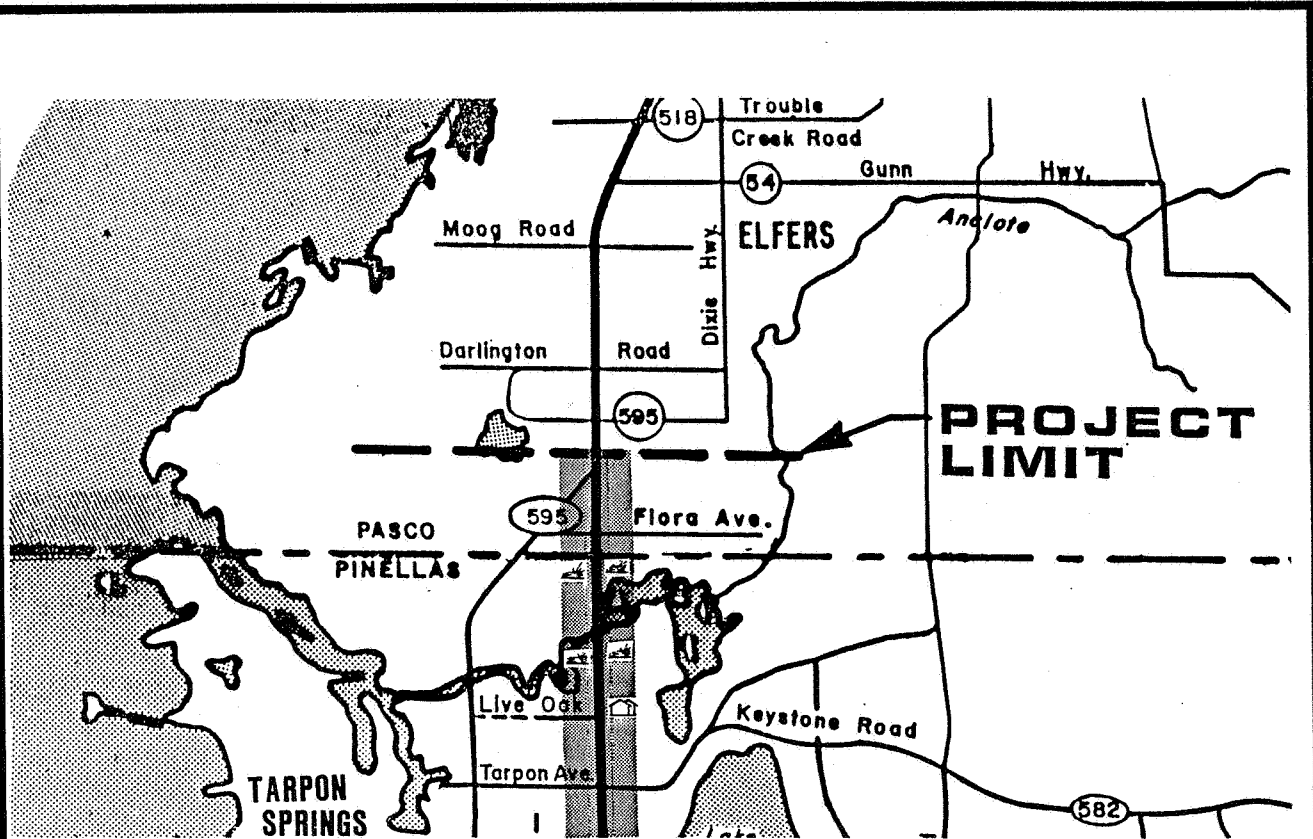 518
Trouble
Creek Road
54
Gunn Hwy.
Moog Road
ELFERS
Anclote
Dixie Hwy.
Darlington Road
595
PROJECT
LIMIT
595
Flora Ave.
PASCO
PINELLAS
Live Oak
Keystone Road
Tarpon Ave
TARPON
SPRINGS
582
Lake